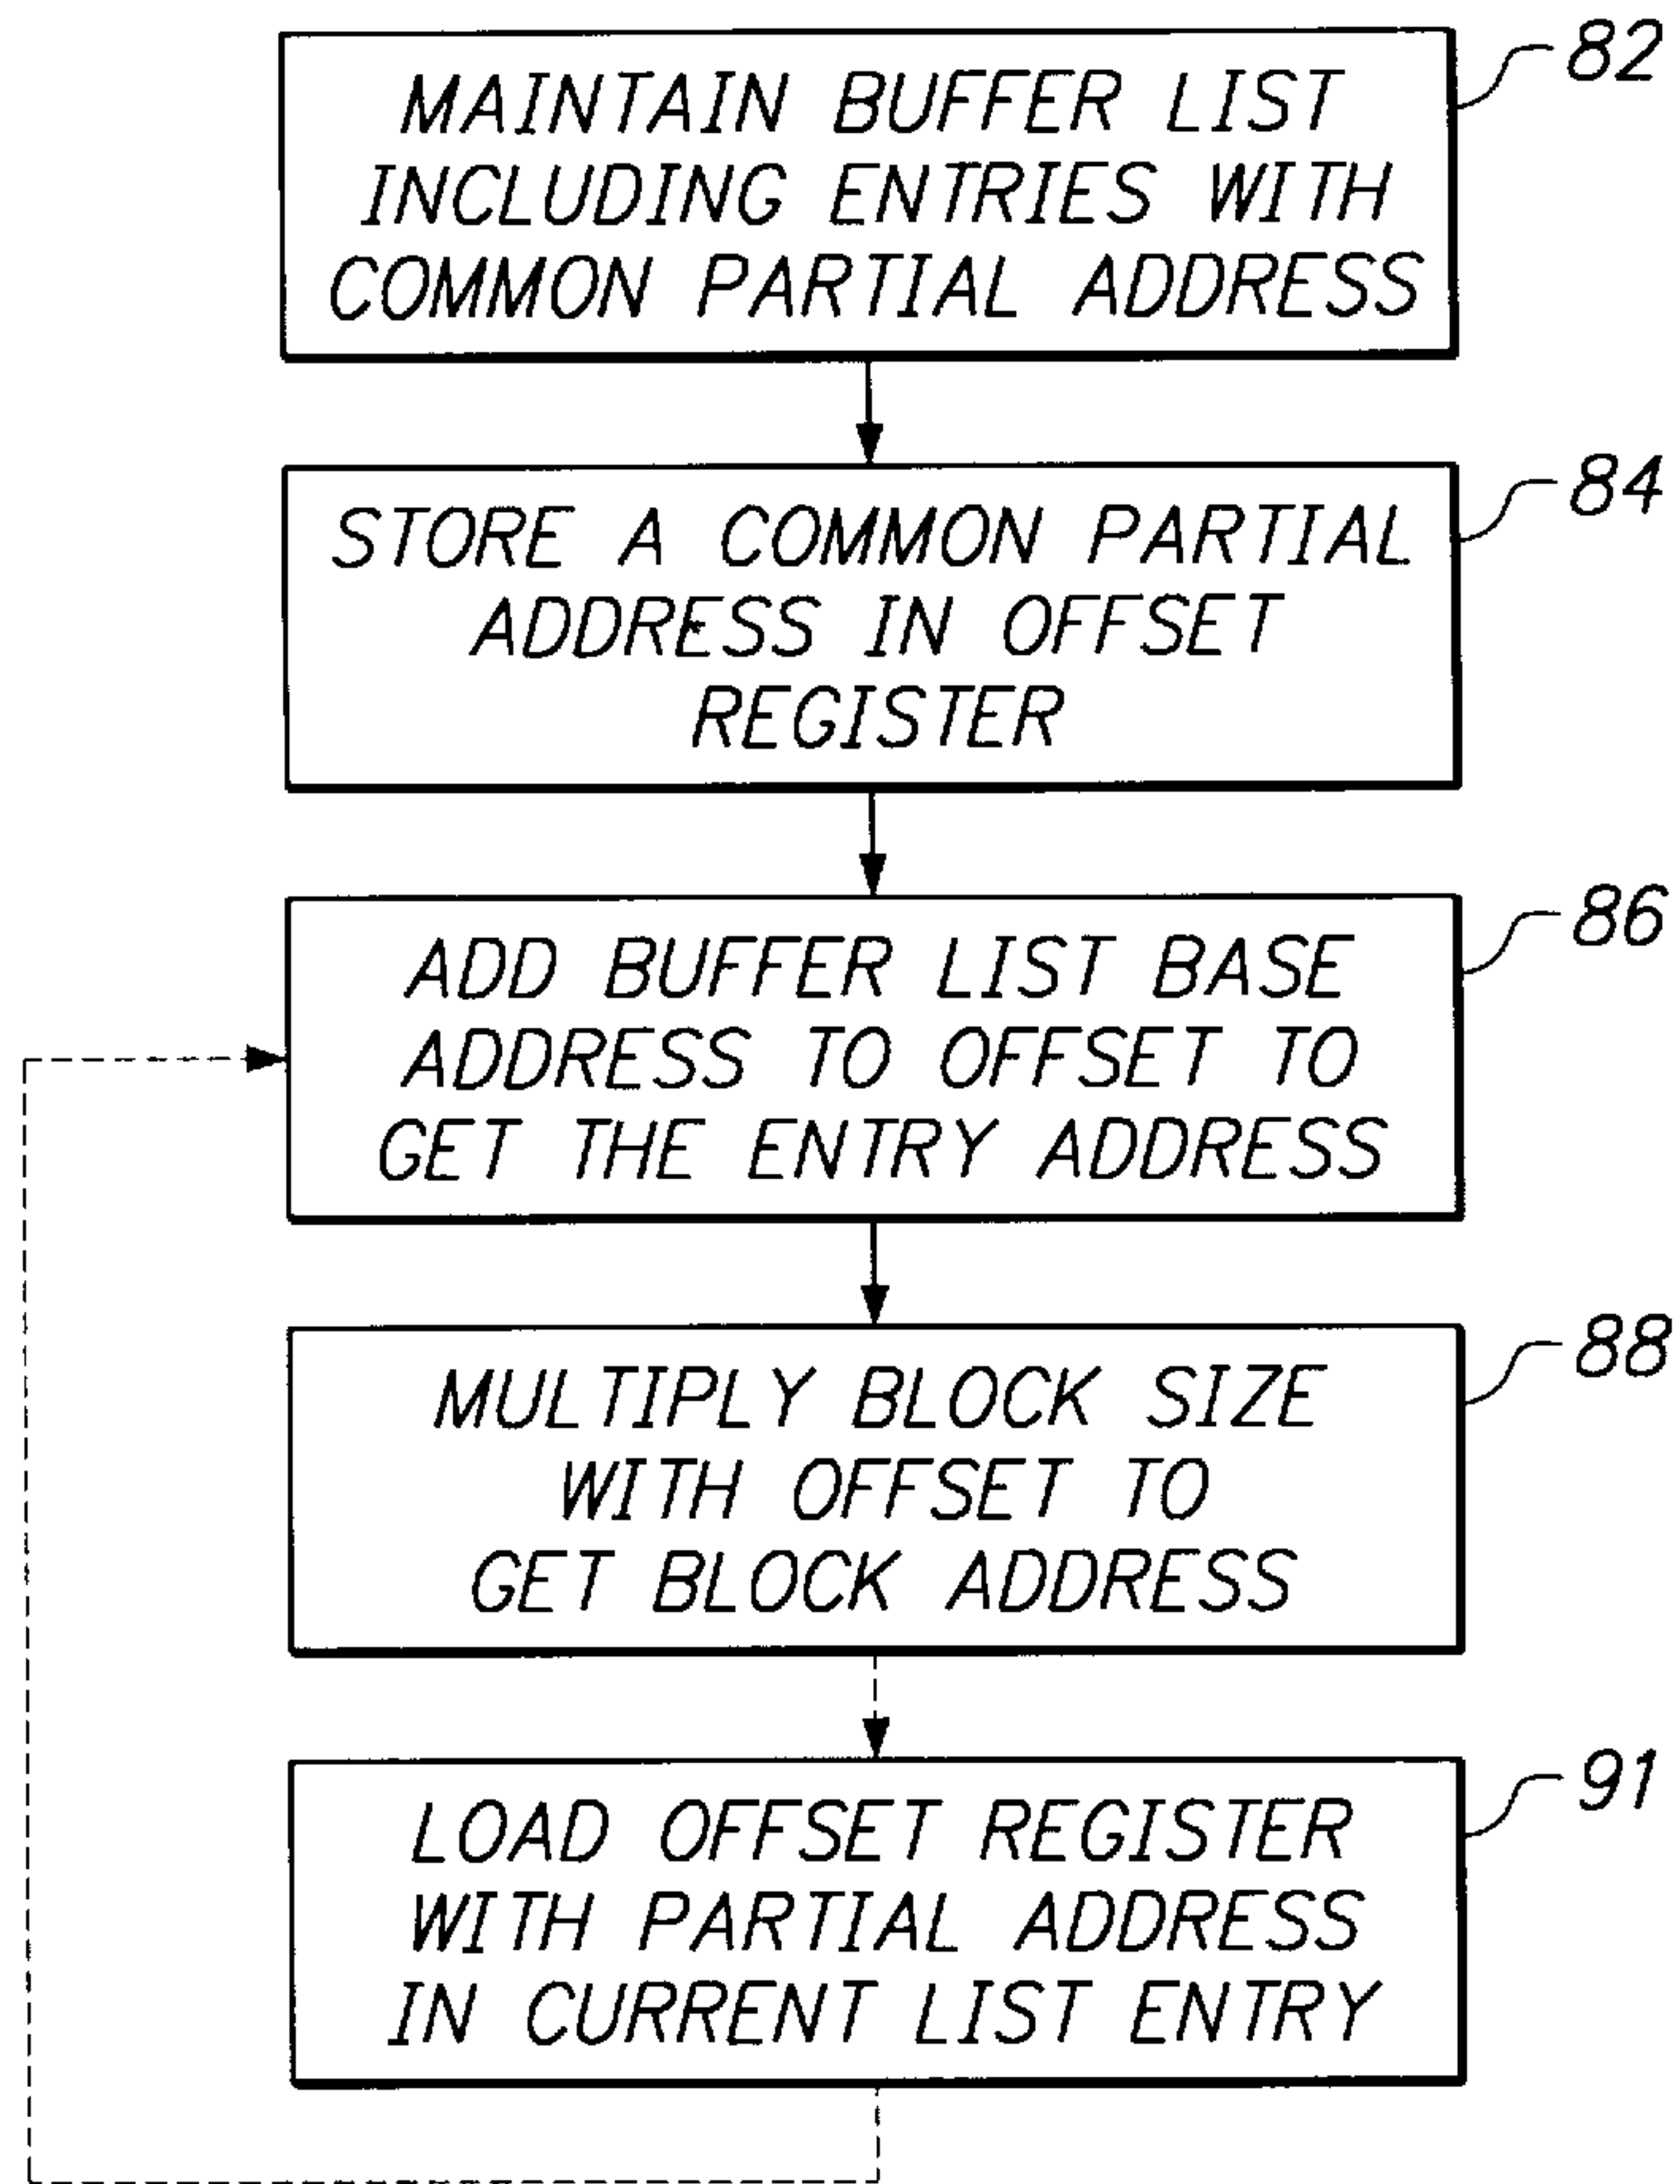 82
MAINTAIN BUFFER LIST
INCLUDING ENTRIES WITH
COMMON PARTIAL ADDRESS
84
STORE A COMMON PARTIAL
ADDRESS IN OFFSET
REGISTER
86
ADD BUFFER LIST BASE
ADDRESS TO OFFSET TO
GET THE ENTRY ADDRESS
88
MULTIPLY BLOCK SIZE
WITH OFFSET TO
GET BLOCK ADDRESS
91
LOAD OFFSET REGISTER
WITH PARTIAL ADDRESS
IN CURRENT LIST ENTRY